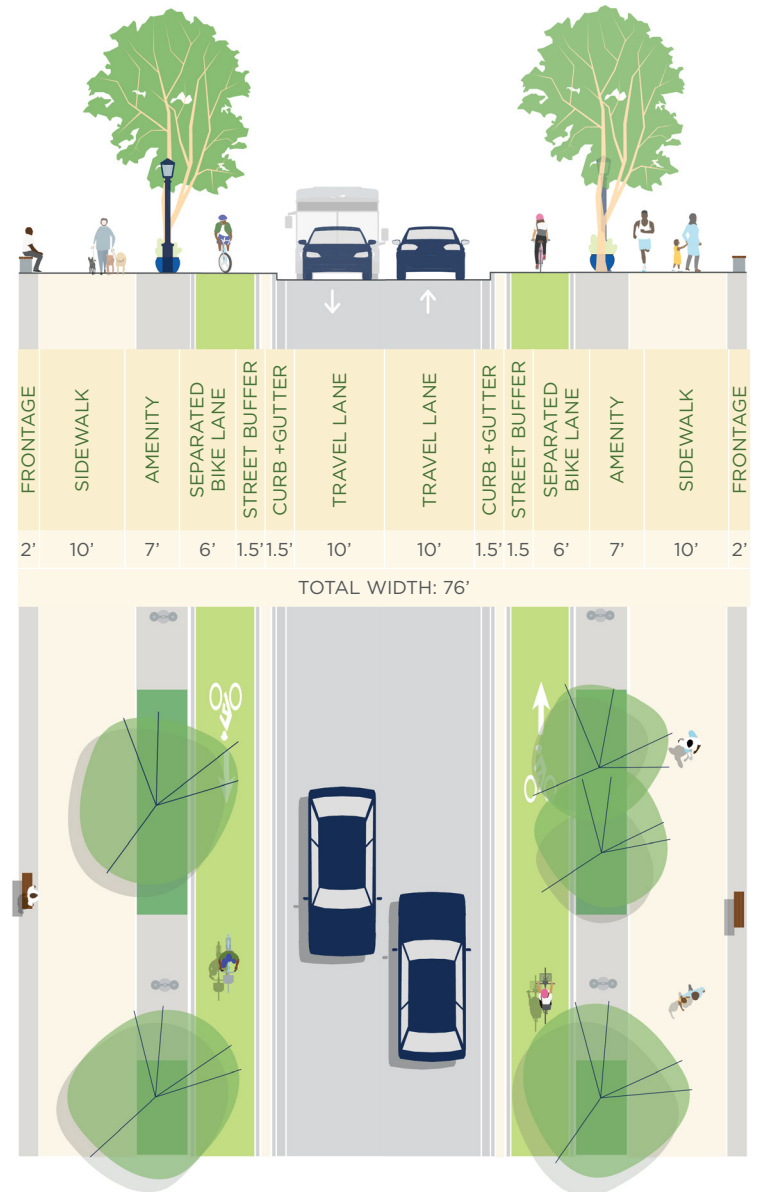 FRONTAGE
SIDEWALK
AMENITY
SEPARATED
BIKE LANE
STREET BUFFER
CURB +GUTTER
TRAVEL LANE
TRAVEL LANE
CURB +GUTTER
STREET BUFFER
SEPARATED
BIKE LANE
AMENITY
SIDEWALK
FRONTAGE
2’ 10’ 7’ 6’ 1.5’ 1.5’ 10’ 10’ 1.5’ 1.5 6’ 7’ 10’ 2’
TOTAL WIDTH: 76’